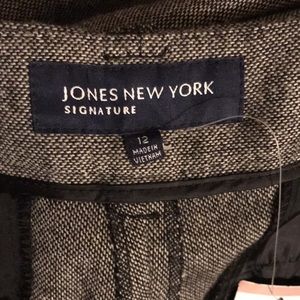 JONES NEW YORK
SIGNATURE
12
MADE IN
VIETNAM